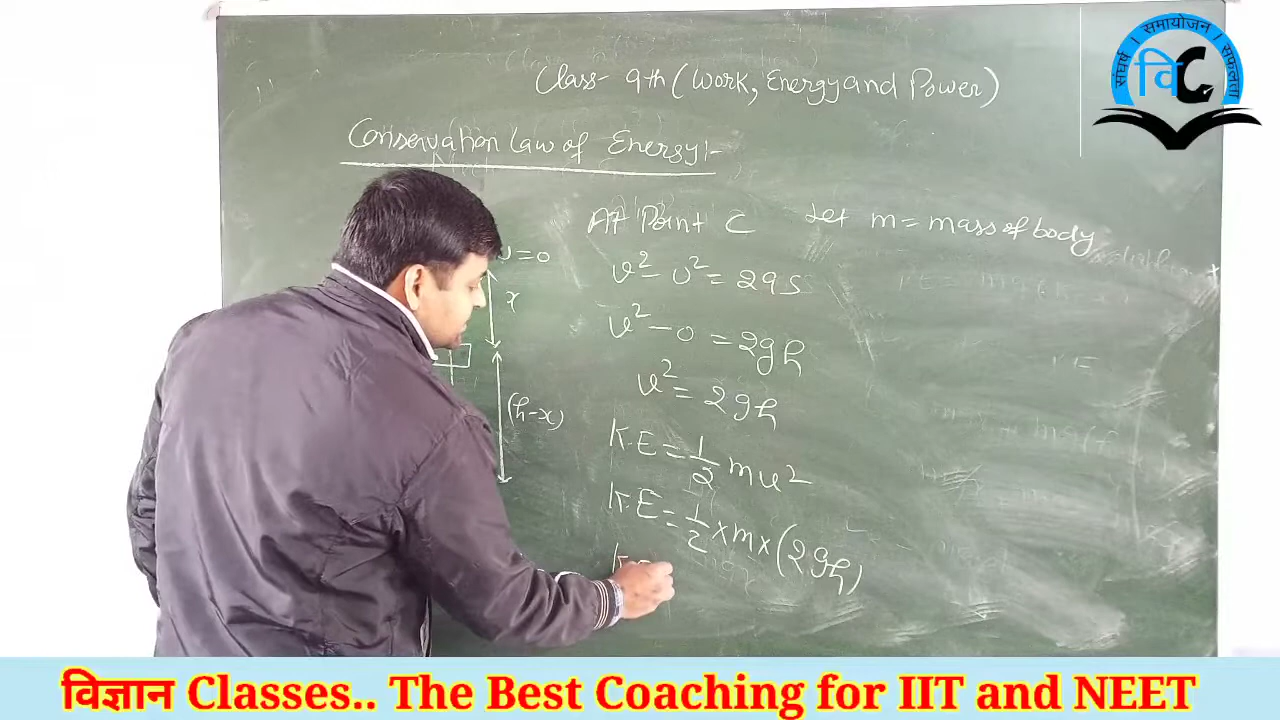 संघर्ष । समायोजन । सफलता
वि C
Class- 9th (Work, Energy and Power)
Conservation Law of Energy:-
At Point C Let m = mass of body
u=0
x
(h-x)
v² - u² = 2gs
v² - 0 = 2gh
v² = 2gh
K.E = 1/2 mv²
K.E = 1/2 × m × (2gh)
विज्ञान Classes.. The Best Coaching for IIT and NEET